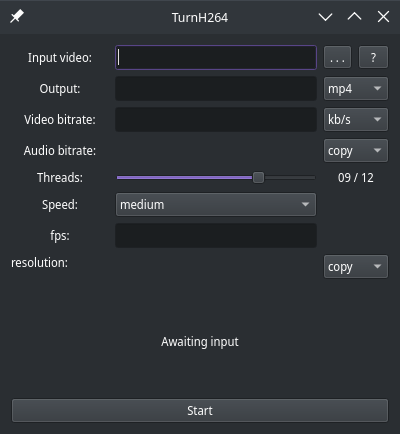 TurnH264
Input video: ... ?
Output: mp4
Video bitrate: kb/s
Audio bitrate: copy
Threads: 09 / 12
Speed: medium
fps:
resolution: copy
Awaiting input
Start